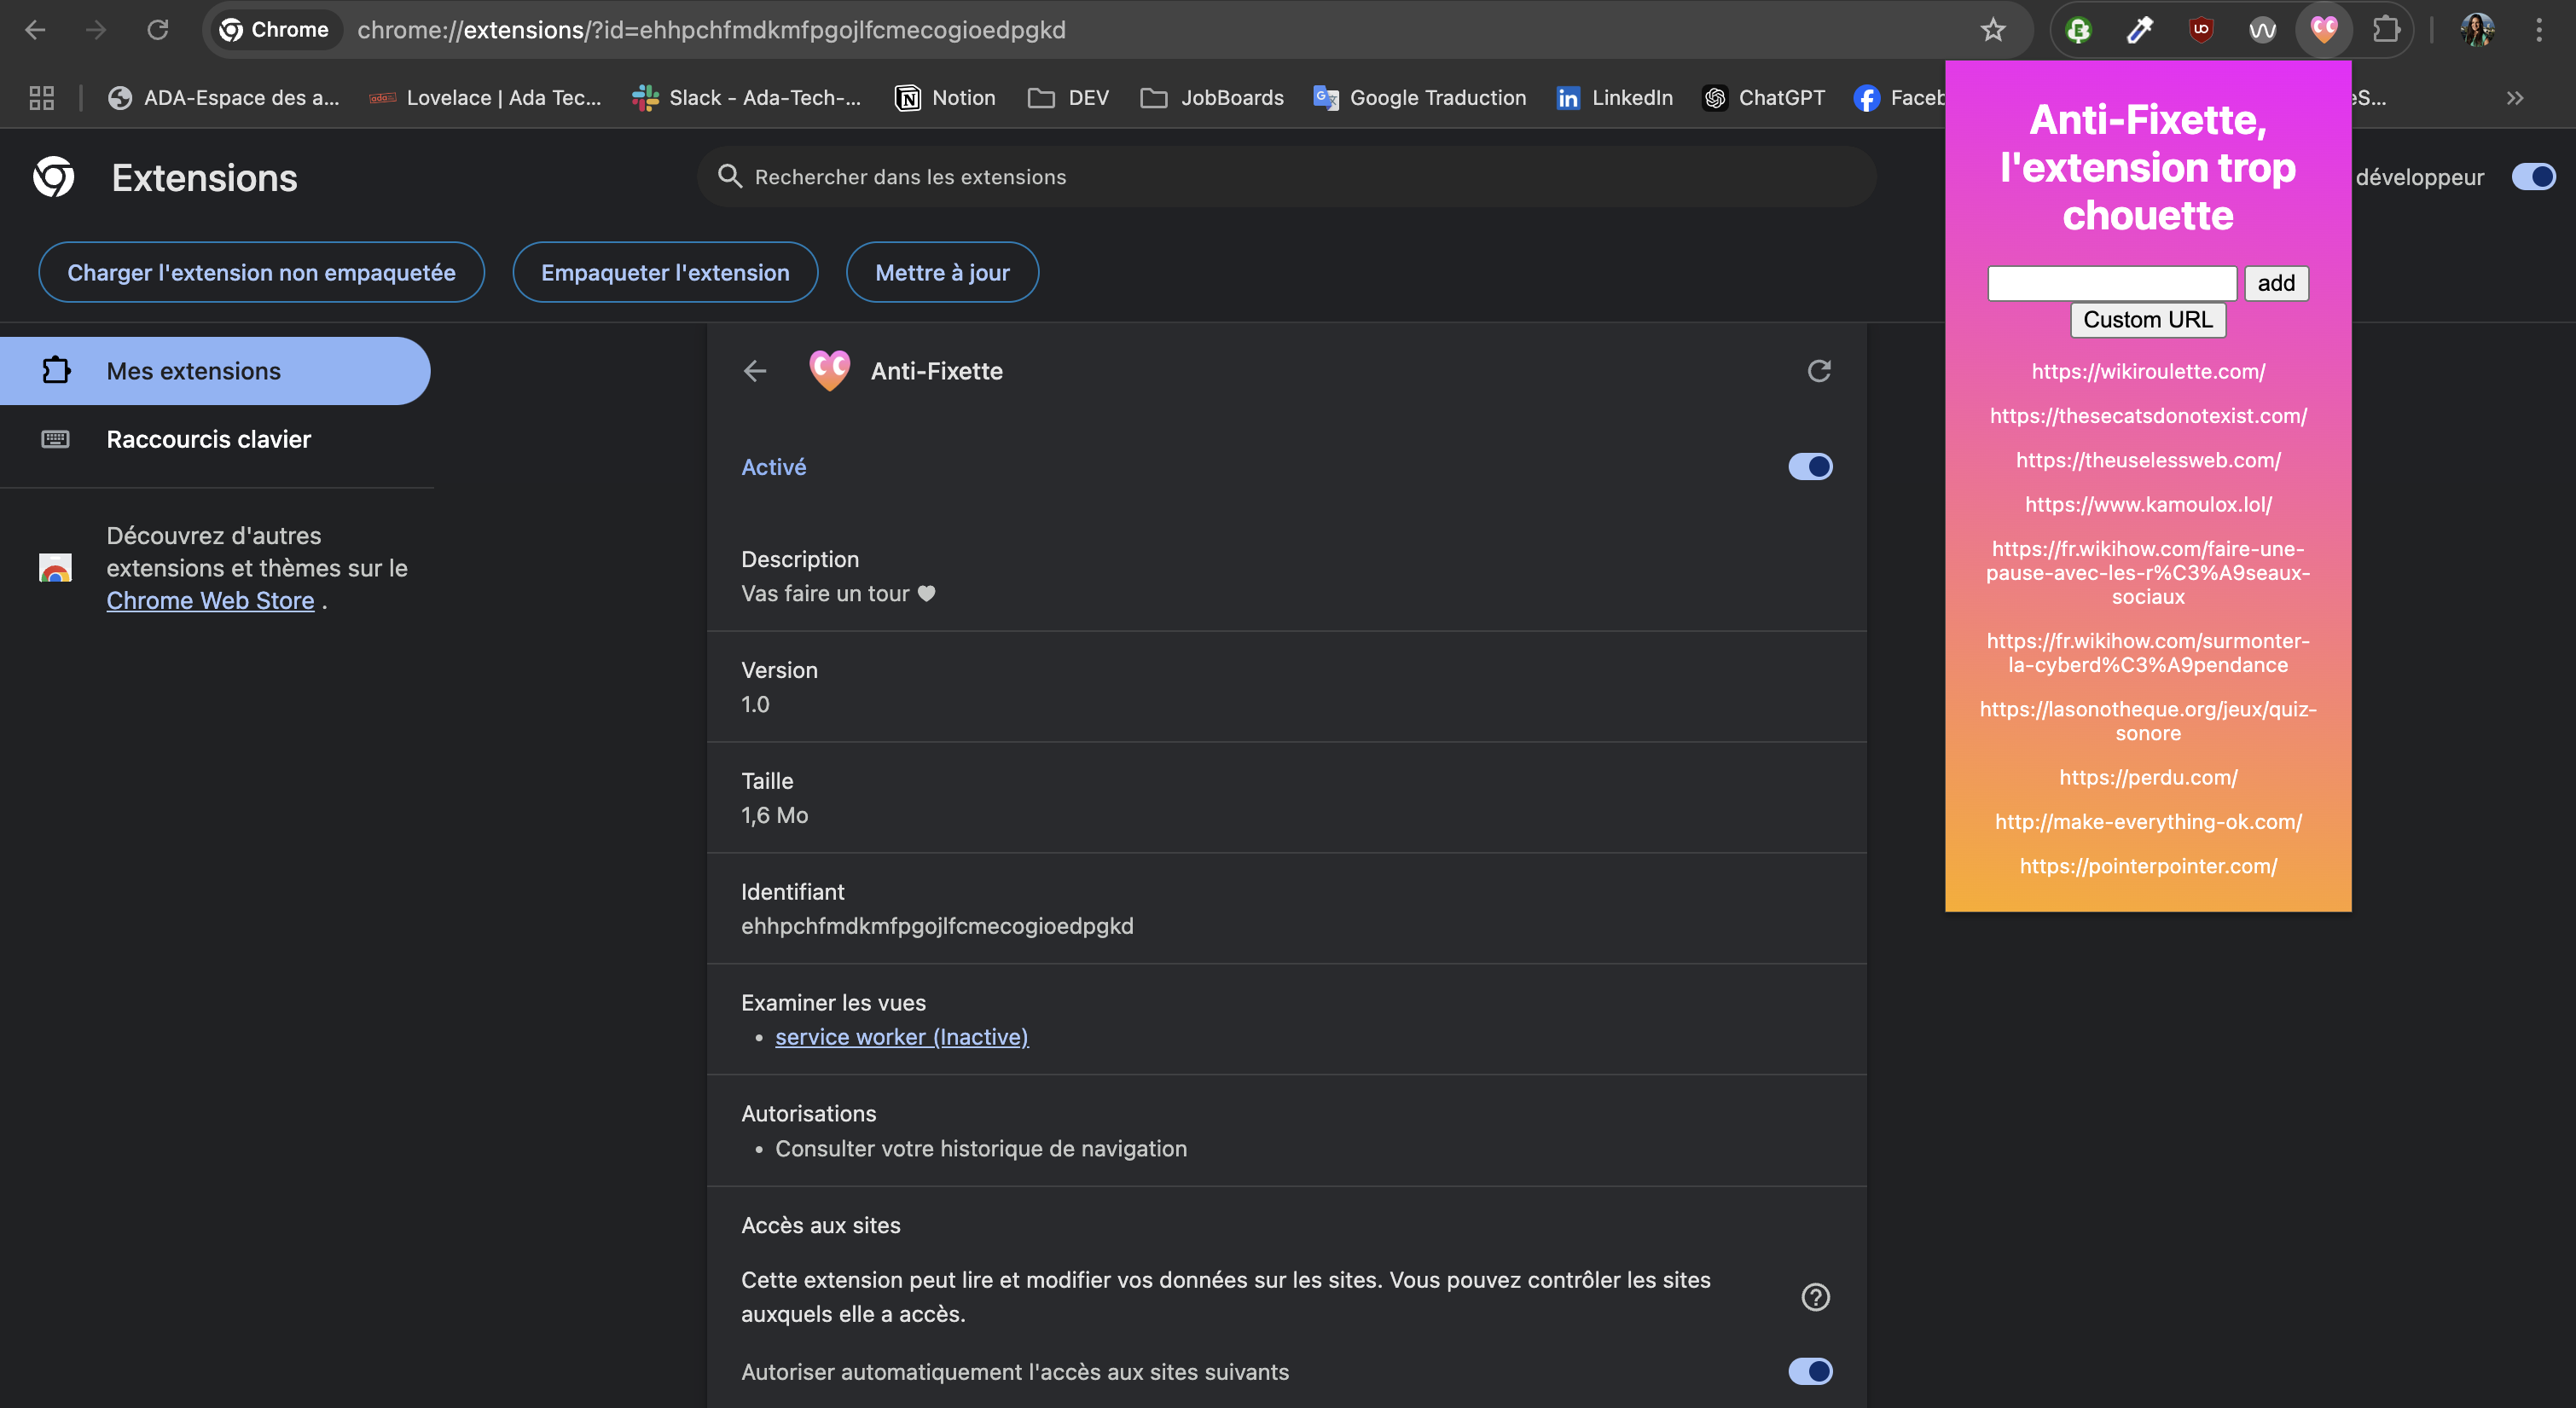 Chrome
chrome://extensions/?id=ehhpchfmdkmfpgojlfcmecogioedpgkd
ADA-Espace des a...
Lovelace | Ada Tec...
Slack - Ada-Tech-...
Notion
DEV
JobBoards
Google Traduction
LinkedIn
ChatGPT
Faceb
eS...
Extensions
Rechercher dans les extensions
développeur
Charger l'extension non empaquetée
Empaqueter l'extension
Mettre à jour
Mes extensions
Raccourcis clavier
Découvrez d'autres
extensions et thèmes sur le
Chrome Web Store .
Anti-Fixette
Activé
Description
Vas faire un tour 🖤
Version
1.0
Taille
1,6 Mo
Identifiant
ehhpchfmdkmfpgojlfcmecogioedpgkd
Examiner les vues
• service worker (Inactive)
Autorisations
• Consulter votre historique de navigation
Accès aux sites
Cette extension peut lire et modifier vos données sur les sites. Vous pouvez contrôler les sites
auxquels elle a accès.
Autoriser automatiquement l'accès aux sites suivants
Anti-Fixette,
l'extension trop
chouette
add
Custom URL
https://wikiroulette.com/
https://thesecatsdonotexist.com/
https://theuselessweb.com/
https://www.kamoulox.lol/
https://fr.wikihow.com/faire-une-
pause-avec-les-r%C3%A9seaux-
sociaux
https://fr.wikihow.com/surmonter-
la-cyberd%C3%A9pendance
https://lasonotheque.org/jeux/quiz-
sonore
https://perdu.com/
http://make-everything-ok.com/
https://pointerpointer.com/